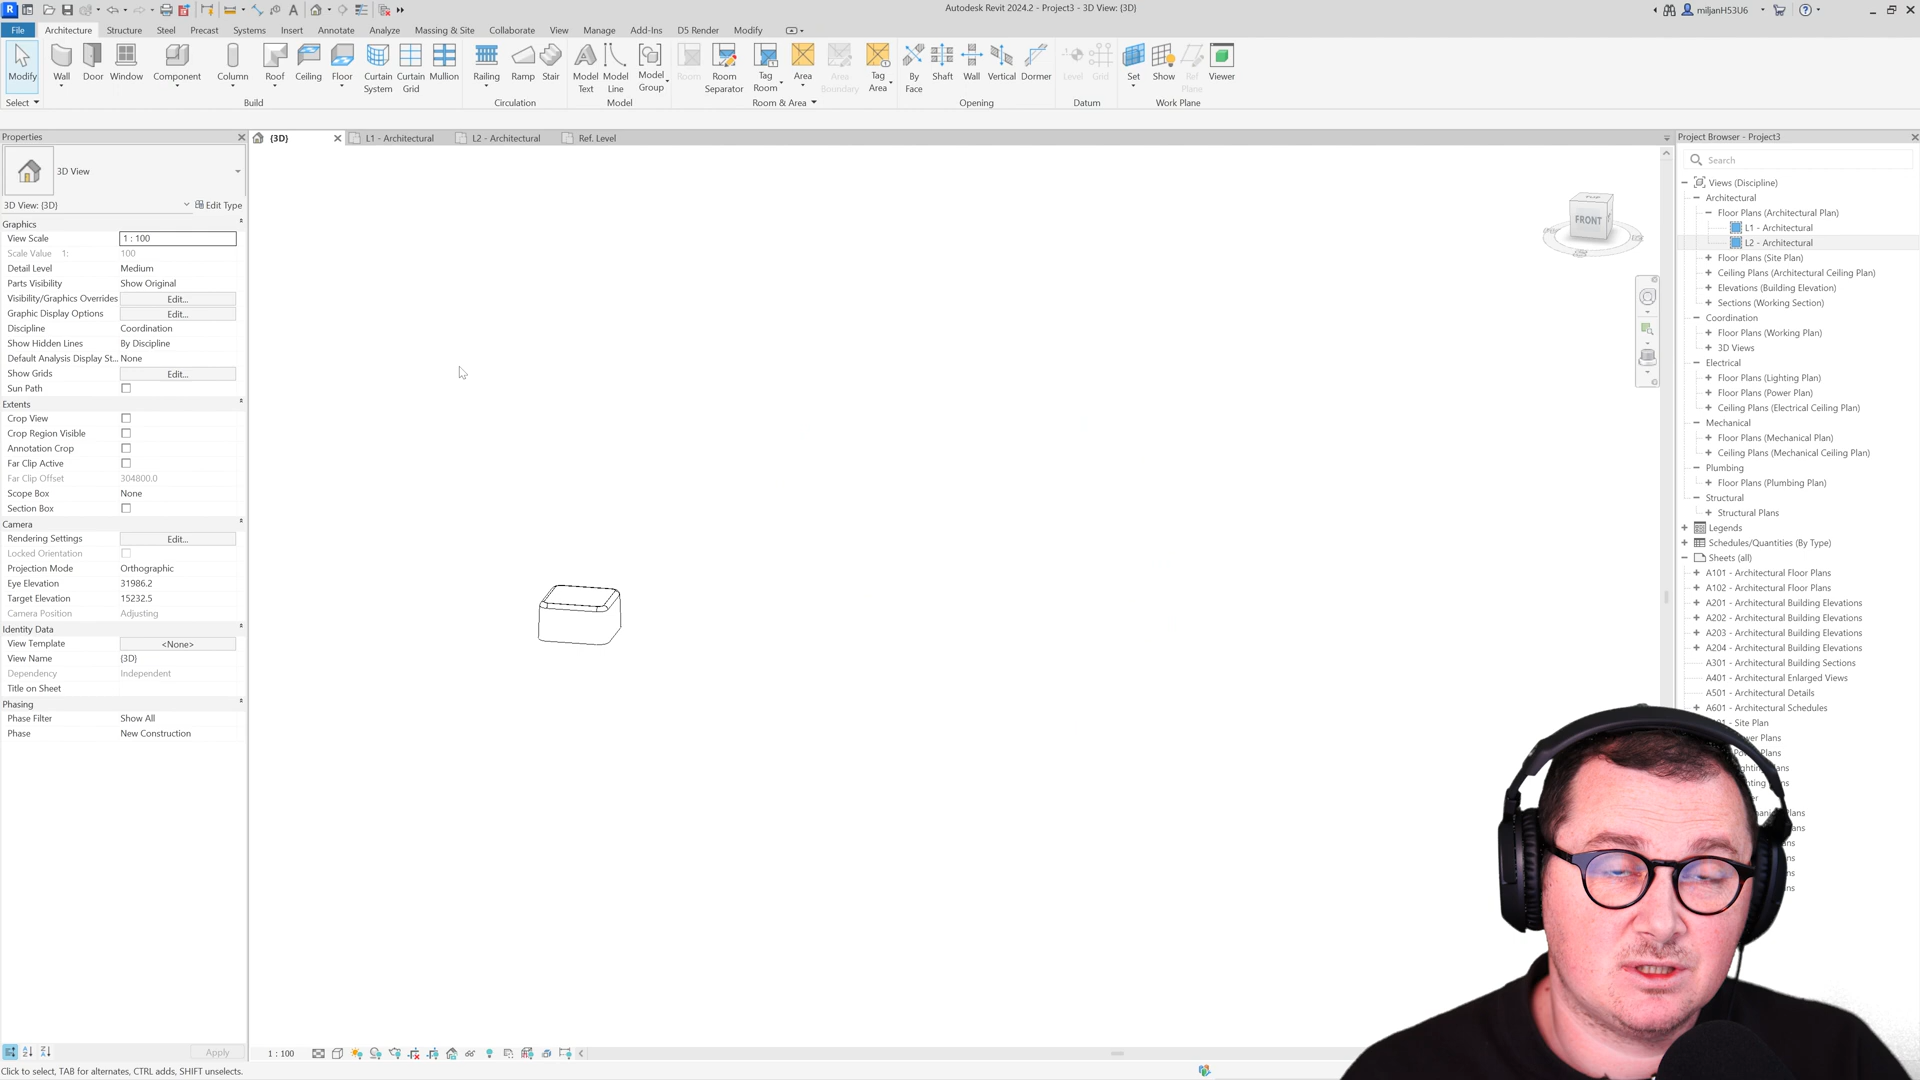 Autodesk Revit 2024.2 - Project3 - 3D View: {3D}
miljanH53U6
File Architecture Structure Steel Precast Systems Insert Annotate Analyze Massing & Site Collaborate View Manage Add-Ins D5 Render Modify
Modify Wall Door Window Component Column Roof Ceiling Floor Curtain System Curtain Grid Mullion Railing Ramp Stair Model Text Model Line Model Group Room Room Separator Tag Room Area Area Boundary Tag Area By Face Shaft Wall Vertical Dormer Level Grid Set Show Ref Plane Viewer
Select Build Circulation Model Room & Area Opening Datum Work Plane
Properties
3D View
3D View: {3D} Edit Type
Graphics
View Scale 1 : 100
Scale Value 1: 100
Detail Level Medium
Parts Visibility Show Original
Visibility/Graphics Overrides Edit...
Graphic Display Options Edit...
Discipline Coordination
Show Hidden Lines By Discipline
Default Analysis Display St... None
Show Grids Edit...
Sun Path
Extents
Crop View
Crop Region Visible
Annotation Crop
Far Clip Active
Far Clip Offset 304800.0
Scope Box None
Section Box
Camera
Rendering Settings Edit...
Locked Orientation
Projection Mode Orthographic
Eye Elevation 31986.2
Target Elevation 15232.5
Camera Position Adjusting
Identity Data
View Template <None>
View Name {3D}
Dependency Independent
Title on Sheet
Phasing
Phase Filter Show All
Phase New Construction
Apply
{3D} L1 - Architectural L2 - Architectural Ref. Level
FRONT
1 : 100
Click to select, TAB for alternates, CTRL adds, SHIFT unselects.
Project Browser - Project3
Search
Views (Discipline)
Architectural
Floor Plans (Architectural Plan)
L1 - Architectural
L2 - Architectural
Floor Plans (Site Plan)
Ceiling Plans (Architectural Ceiling Plan)
Elevations (Building Elevation)
Sections (Working Section)
Coordination
Floor Plans (Working Plan)
3D Views
Electrical
Floor Plans (Lighting Plan)
Floor Plans (Power Plan)
Ceiling Plans (Electrical Ceiling Plan)
Mechanical
Floor Plans (Mechanical Plan)
Ceiling Plans (Mechanical Ceiling Plan)
Plumbing
Floor Plans (Plumbing Plan)
Structural
Structural Plans
Legends
Schedules/Quantities (By Type)
Sheets (all)
A101 - Architectural Floor Plans
A102 - Architectural Floor Plans
A201 - Architectural Building Elevations
A202 - Architectural Building Elevations
A203 - Architectural Building Elevations
A204 - Architectural Building Elevations
A301 - Architectural Building Sections
A401 - Architectural Enlarged Views
A501 - Architectural Details
A601 - Architectural Schedules
- Site Plan
Plans